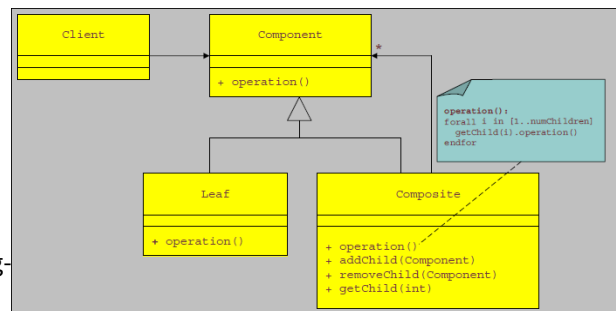 Client
Component
*
+ operation()
operation():
forall i in [1..numChildren]
getChild(i).operation()
endfor
Leaf
Composite
+ operation()
+ operation()
+ addChild(Component)
+ removeChild(Component)
+ getChild(int)